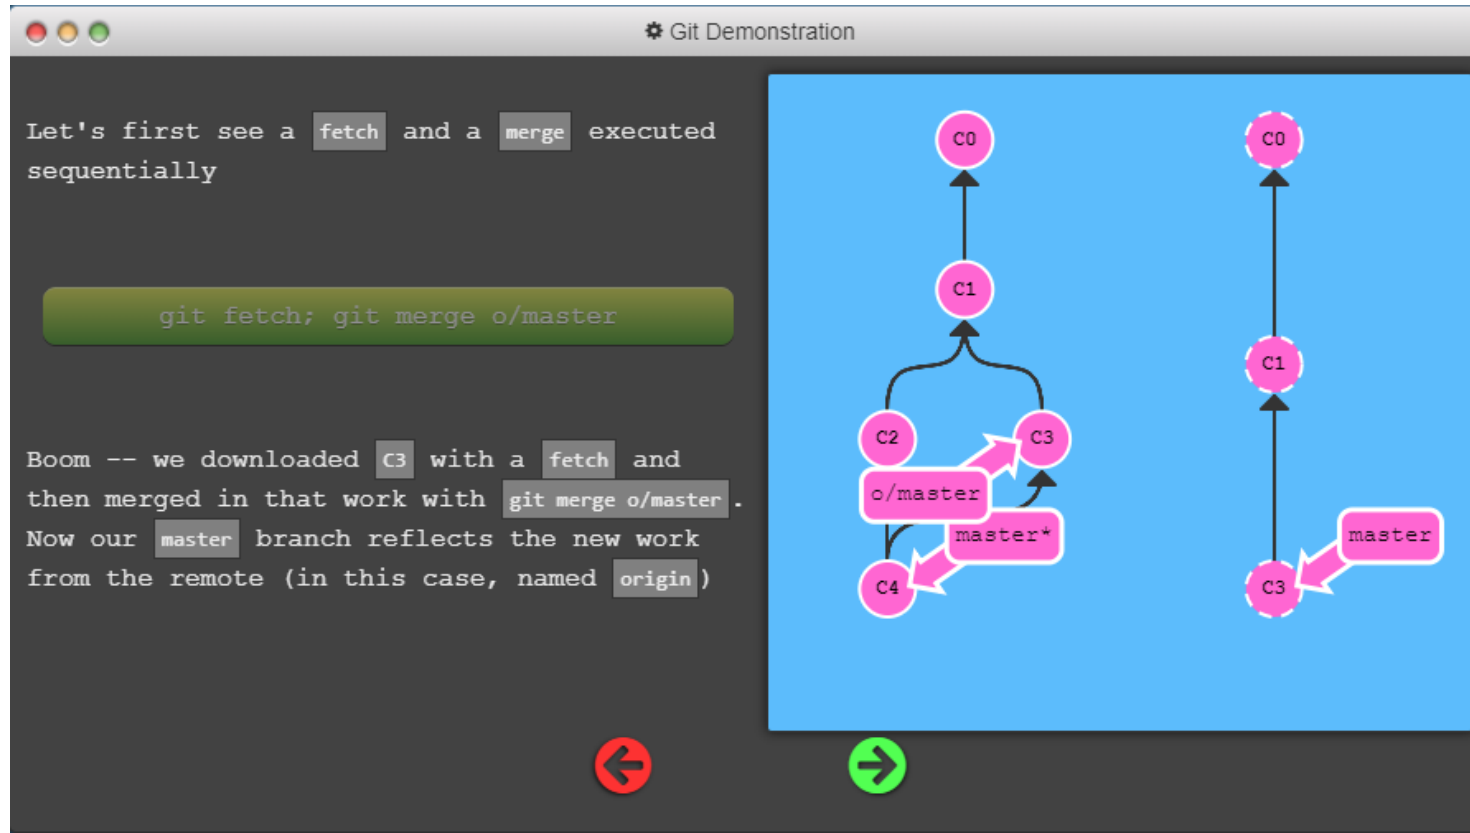 Git Demonstration
Let's first see a fetch and a merge executed
sequentially
git fetch; git merge o/master
Boom -- we downloaded C3 with a fetch and
then merged in that work with git merge o/master.
Now our master branch reflects the new work
from the remote (in this case, named origin)
C0
C1
C2
C3
o/master
master*
C4
C0
C1
master
C3